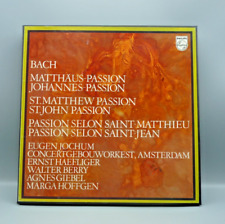 BACH
MATTHÄUS-PASSION
JOHANNES-PASSION
ST. MATTHEW PASSION
ST. JOHN PASSION
PASSION SELON SAINT-MATTHIEU
PASSION SELON SAINT-JEAN
EUGEN JOCHUM
CONCERTGEBOUWORKEST, AMSTERDAM
ERNST HAEFLIGER
WALTER BERRY
AGNES GIEBEL
MARGA HÖFFGEN